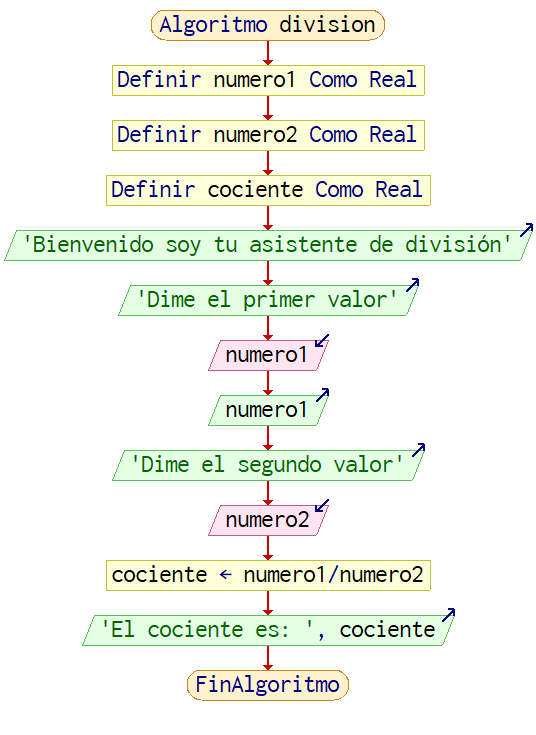 Algoritmo division
Definir numero1 Como Real
Definir numero2 Como Real
Definir cociente Como Real
'Bienvenido soy tu asistente de división'
'Dime el primer valor'
numero1
numero1
'Dime el segundo valor'
numero2
cociente ← numero1/numero2
'El cociente es: ', cociente
FinAlgoritmo